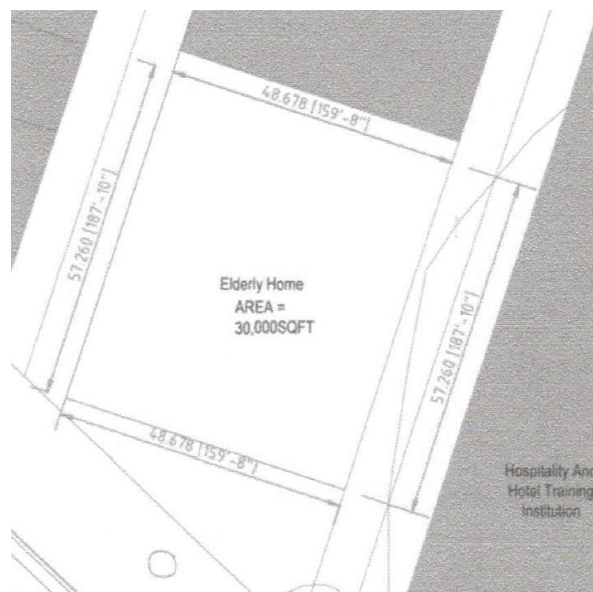 48.678 [159'-8"]
57.260 [187'-10"]
Elderly Home
AREA =
30,000SQFT
57.260 [187'-10"]
48.678 [159'-8"]
Hospitality And
Hotel Training
Institution